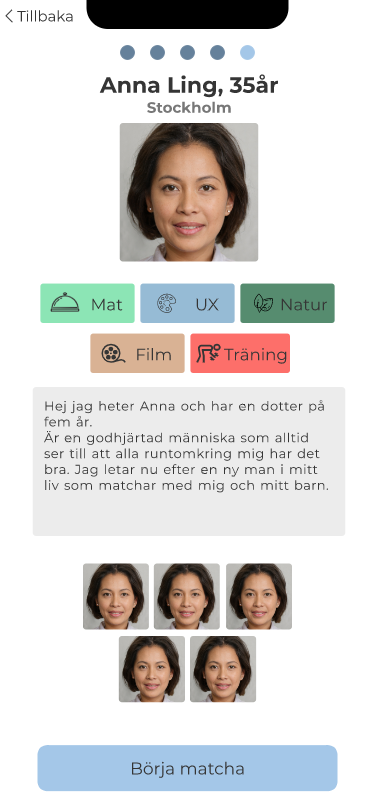 Tillbaka
Anna Ling, 35år
Stockholm
Mat
UX
Natur
Film
Träning
Hej jag heter Anna och har en dotter på
fem år.
Är en godhjärtad människa som alltid
ser till att alla runtomkring mig har det
bra. Jag letar nu efter en ny man i mitt
liv som matchar med mig och mitt barn.
Börja matcha